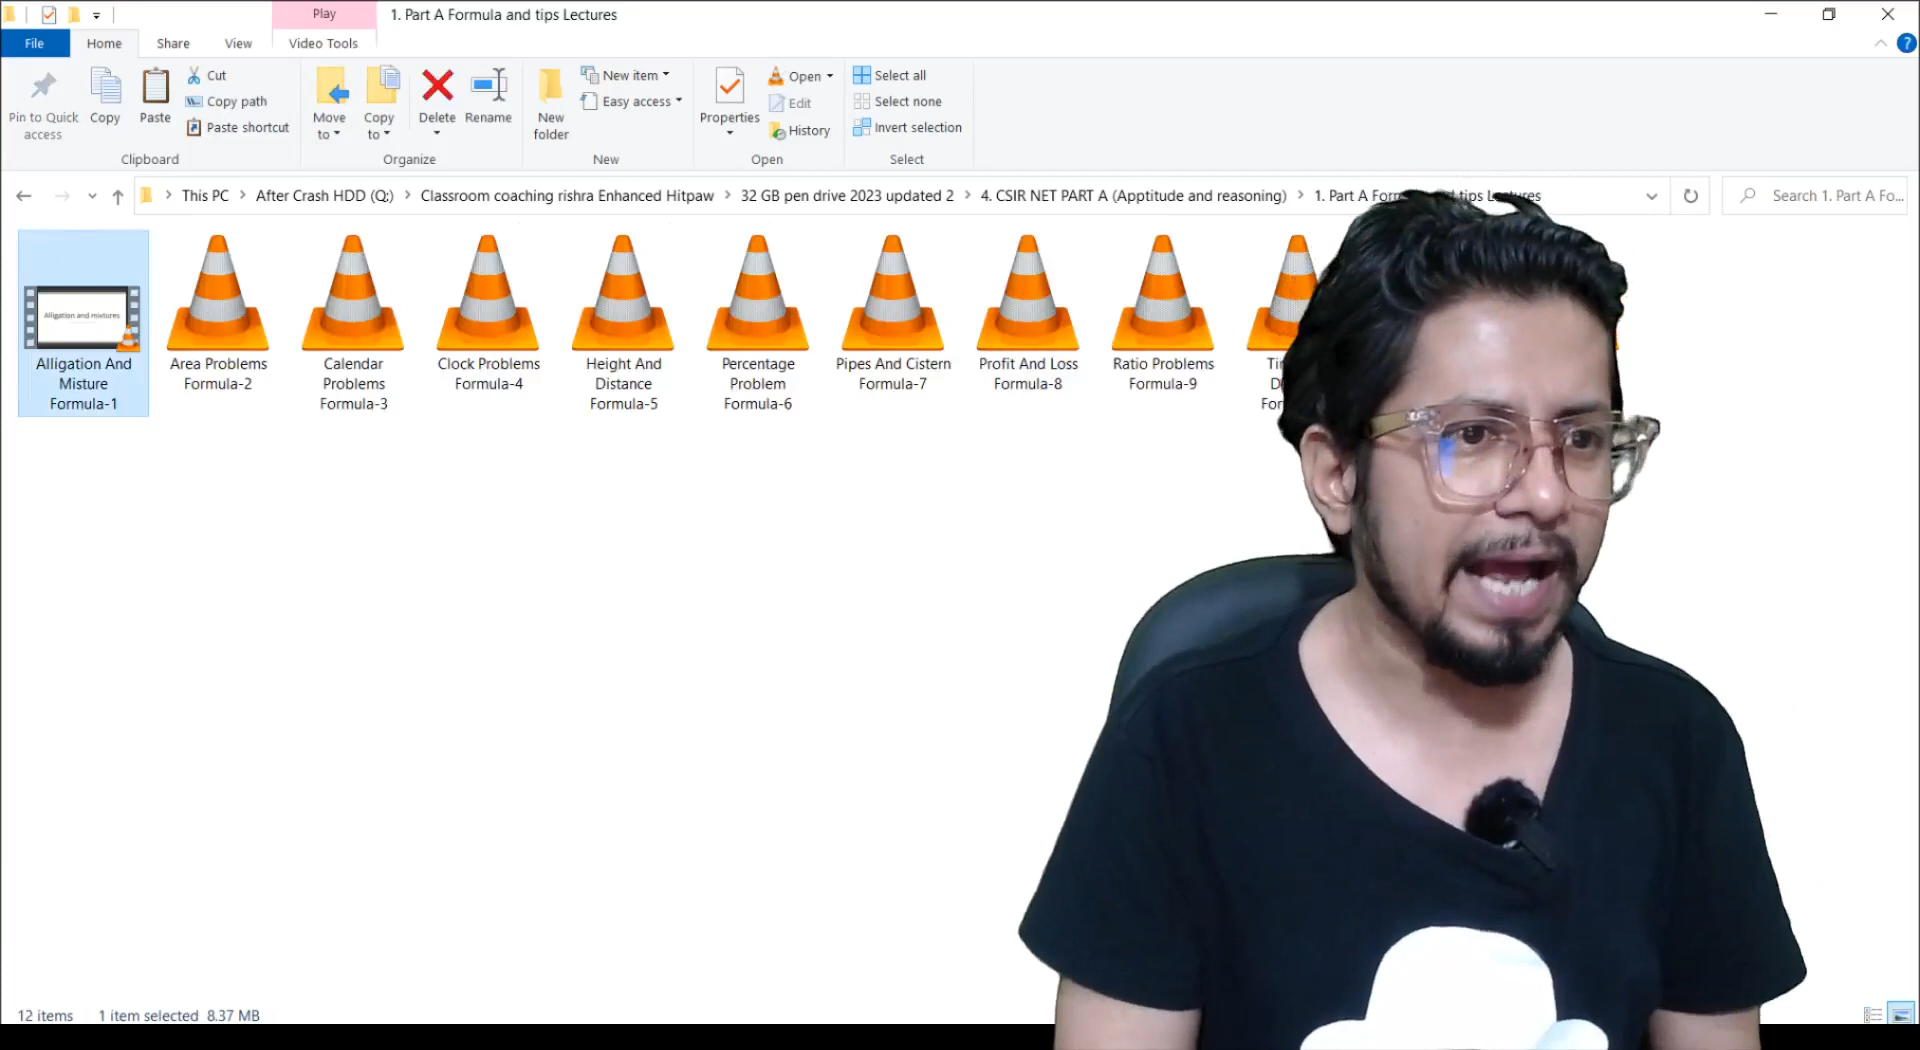 Play
1. Part A Formula and tips Lectures
File
Home
Share
View
Video Tools
Pin to Quick
access
Copy
Paste
Cut
Copy path
Paste shortcut
Clipboard
Move
to
Copy
to
Delete
Rename
Organize
New
folder
New item
Easy access
New
Properties
Open
Edit
History
Open
Select all
Select none
Invert selection
Select
This PC > After Crash HDD (Q:) > Classroom coaching rishra Enhanced Hitpaw > 32 GB pen drive 2023 updated 2 > 4. CSIR NET PART A (Apptitude and reasoning) > 1. Part A tips Lectures
Search 1. Part A Fo...
Alligation and mixtures
Alligation And
Misture
Formula-1
Area Problems
Formula-2
Calendar
Problems
Formula-3
Clock Problems
Formula-4
Height And
Distance
Formula-5
Percentage
Problem
Formula-6
Pipes And Cistern
Formula-7
Profit And Loss
Formula-8
Ratio Problems
Formula-9
12 items
1 item selected 8.37 MB